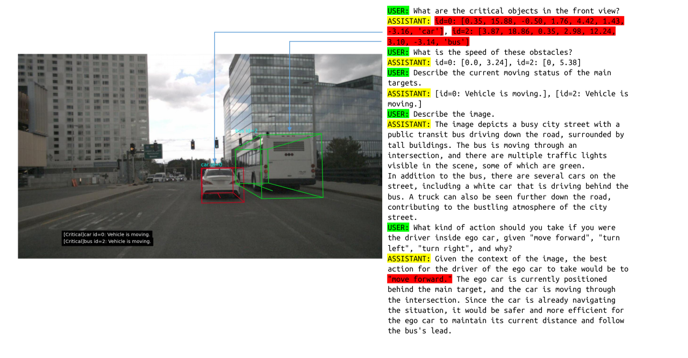 USER: What are the critical objects in the front view?
ASSISTANT: id=0: [0.35, 15.88, -0.50, 1.76, 4.42, 1.43,
-3.16, 'car'], id=2: [3.87, 18.86, 0.35, 2.98, 12.24,
3.10, -3.14, 'bus']
USER: What is the speed of these obstacles?
ASSISTANT: id=0: [0.0, 3.24], id=2: [0, 5.38]
USER: Describe the current moving status of the main
targets.
ASSISTANT: [id=0: Vehicle is moving.], [id=2: Vehicle is
moving.]
USER: Describe the image.
ASSISTANT: The image depicts a busy city street with a
public transit bus driving down the road, surrounded by
tall buildings. The bus is moving through an
intersection, and there are multiple traffic lights
visible in the scene, some of which are green.
In addition to the bus, there are several cars on the
street, including a white car that is driving behind the
bus. A truck can also be seen further down the road,
contributing to the bustling atmosphere of the city
street.
USER: What kind of action should you take if you were
the driver inside ego car, given "move forward", "turn
left", "turn right", and why?
ASSISTANT: Given the context of the image, the best
action for the driver of the ego car to take would be to
"move forward." The ego car is currently positioned
behind the main target, and the car is moving through
the intersection. Since the car is already navigating
the situation, it would be safer and more efficient for
the ego car to maintain its current distance and follow
the bus's lead.
[Critical]car id=0: Vehicle is moving.
[Critical]bus id=2: Vehicle is moving.